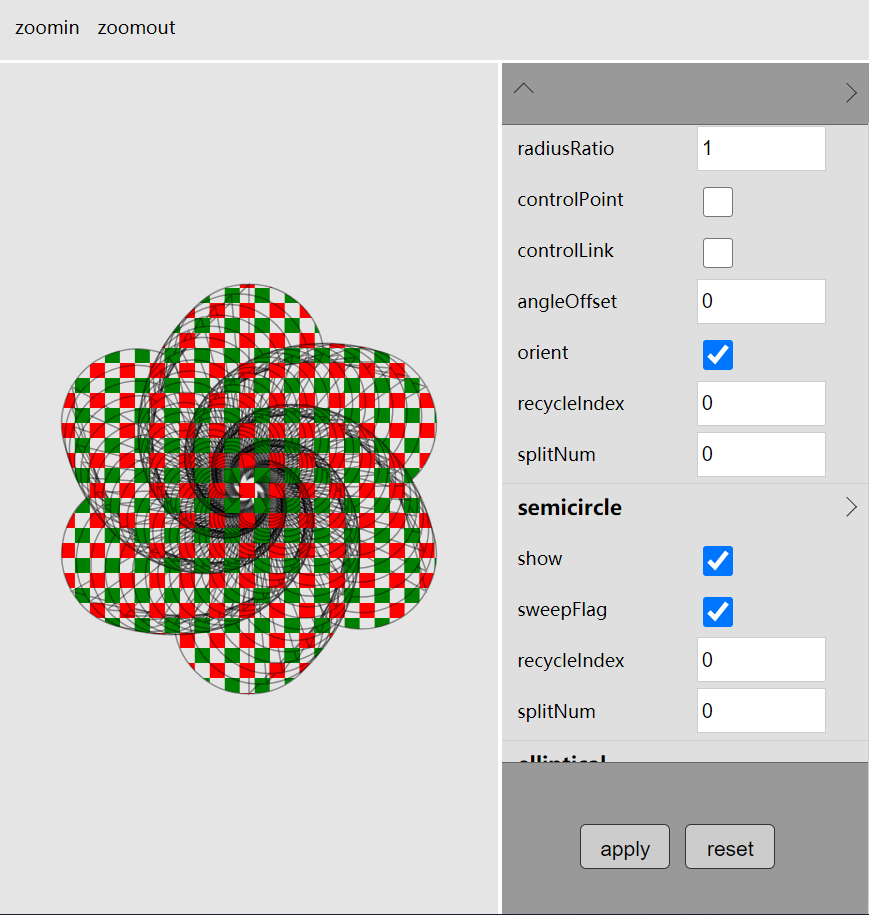 zoomin zoomout
radiusRatio 1
controlPoint
controlLink
angleOffset 0
orient
recycleIndex 0
splitNum 0
semicircle
show
sweepFlag
recycleIndex 0
splitNum 0
elliptical
apply reset